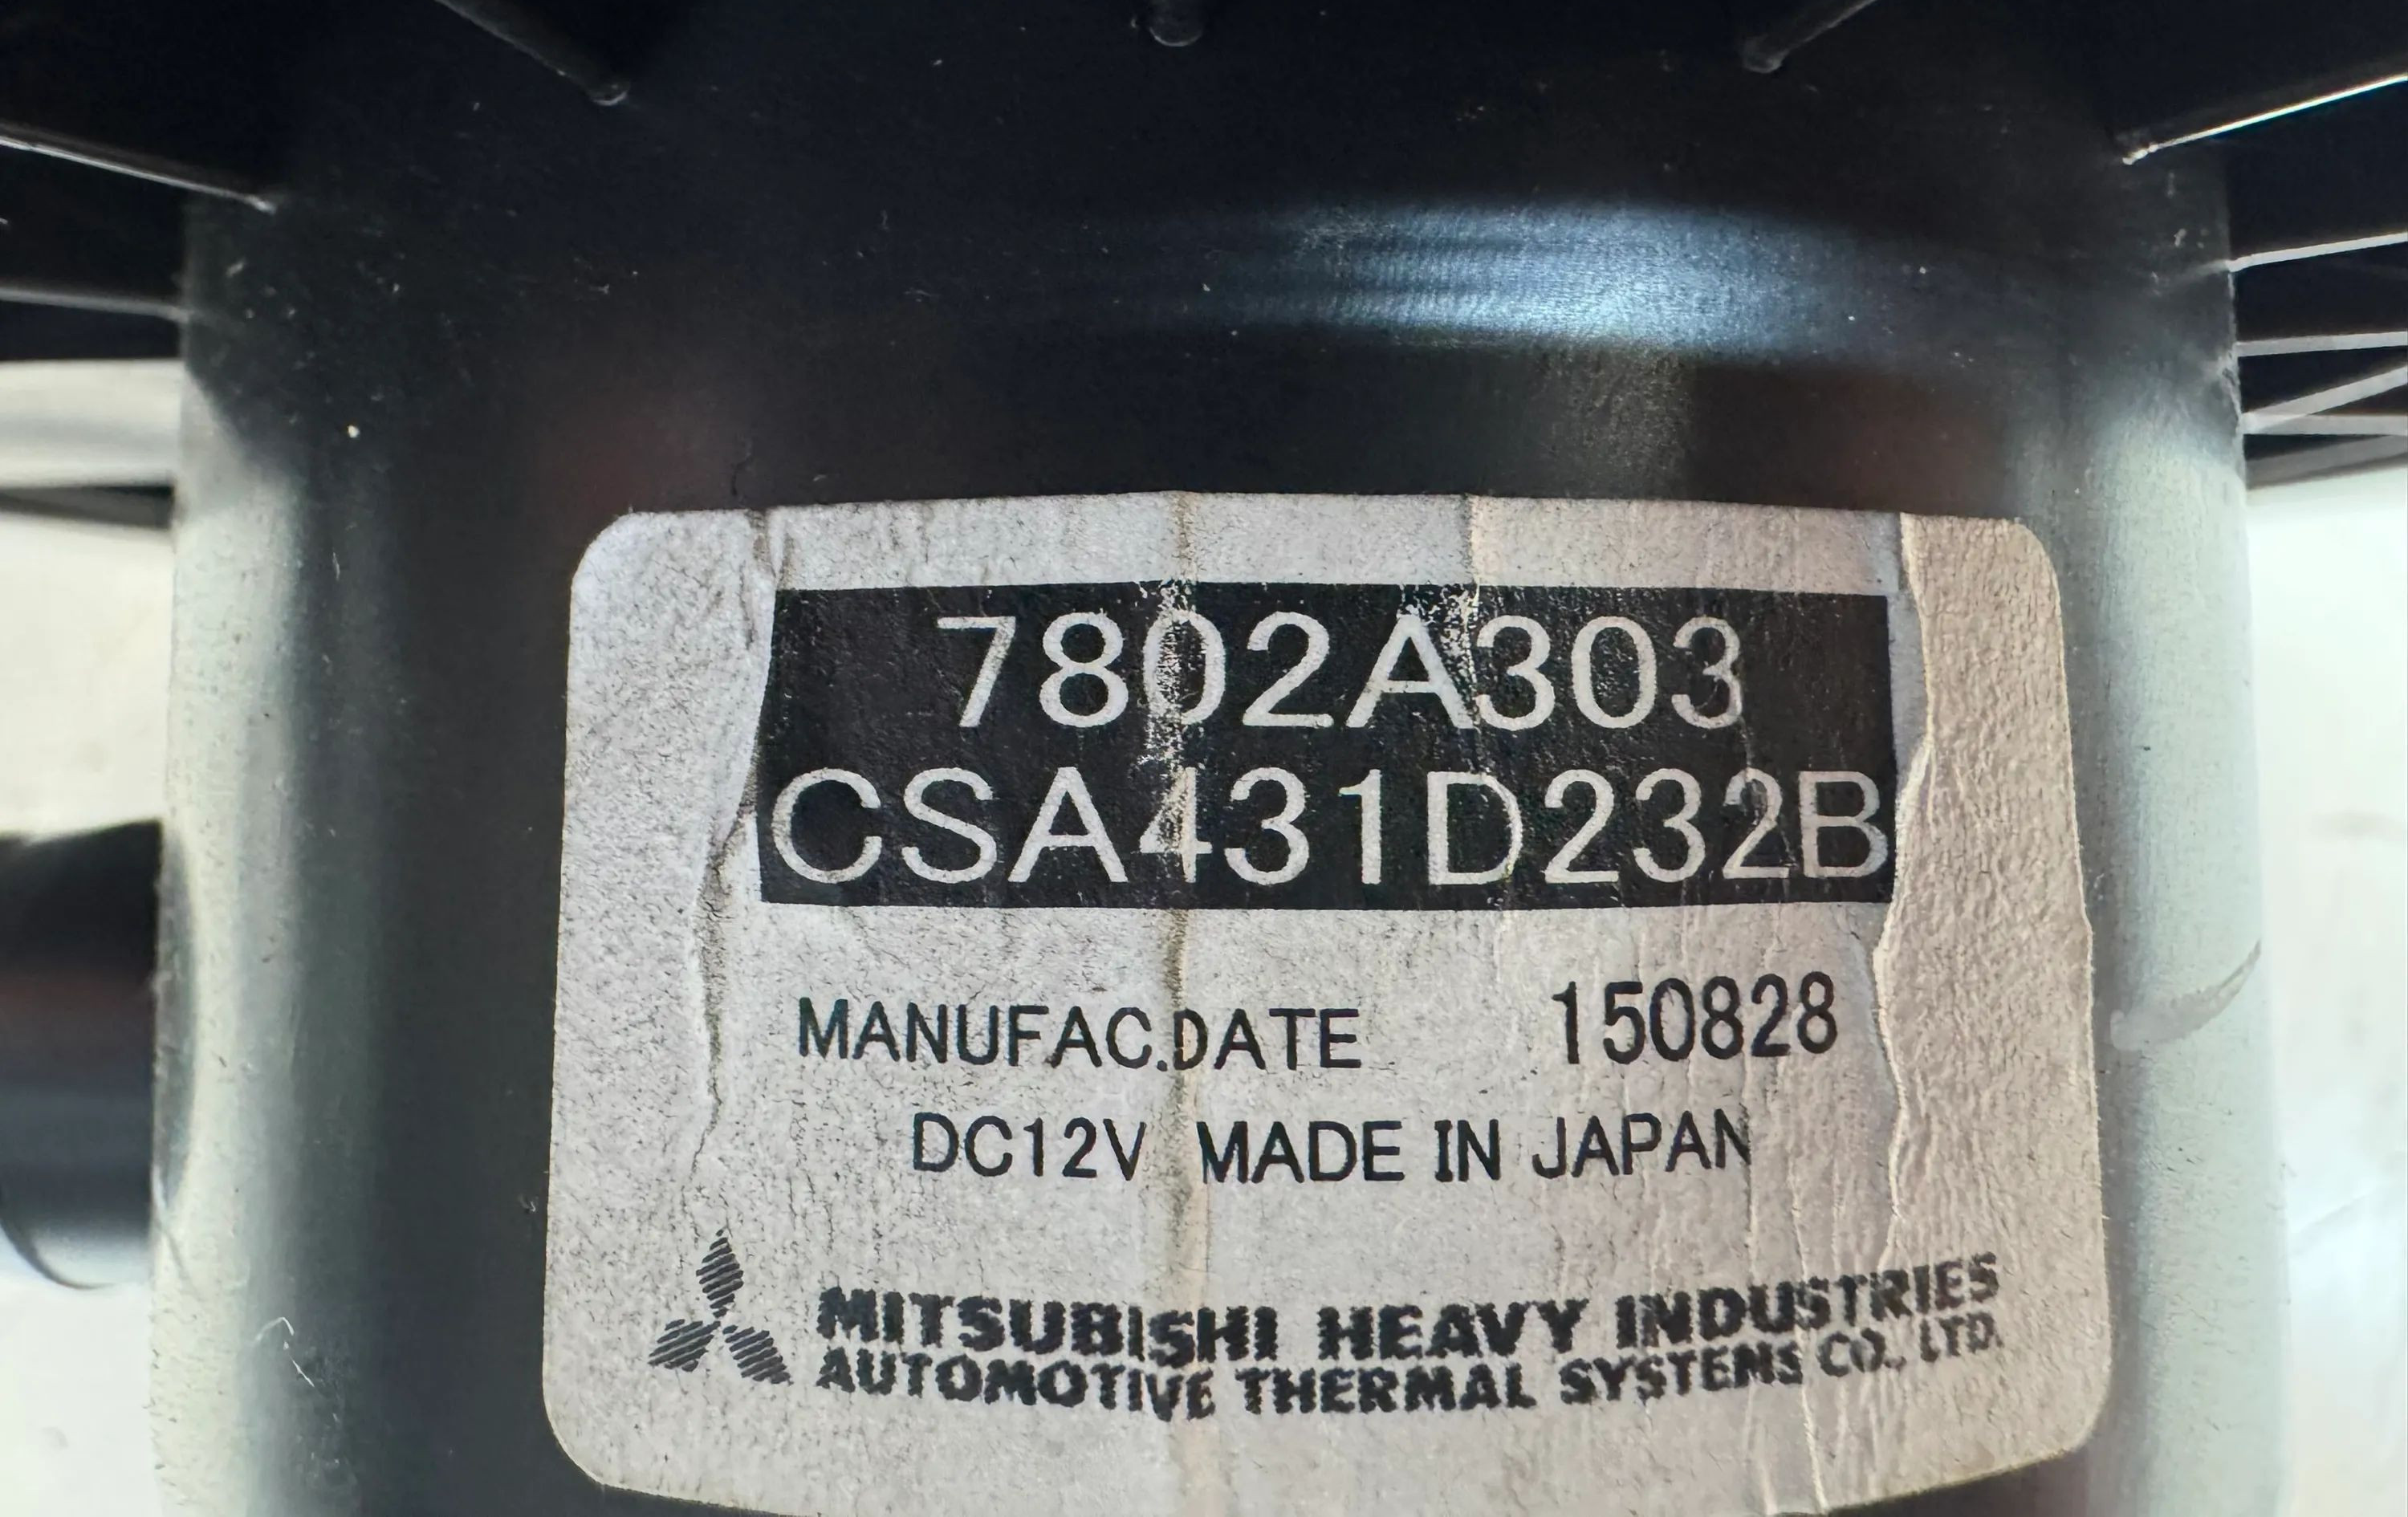 7802A303
CSA431D232B
MANUFAC.DATE 150828
DC12V MADE IN JAPAN
MITSUBISHI HEAVY INDUSTRIES
AUTOMOTIVE THERMAL SYSTEMS CO., LTD.